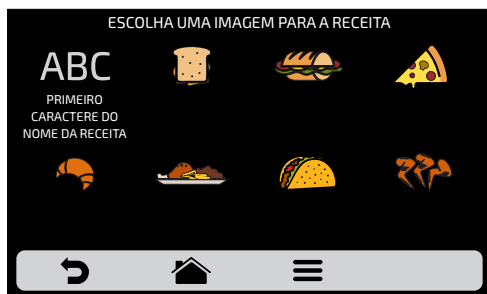 ESCOLHA UMA IMAGEM PARA A RECEITA
ABC
PRIMEIRO
CARACTERE DO
NOME DA RECEITA